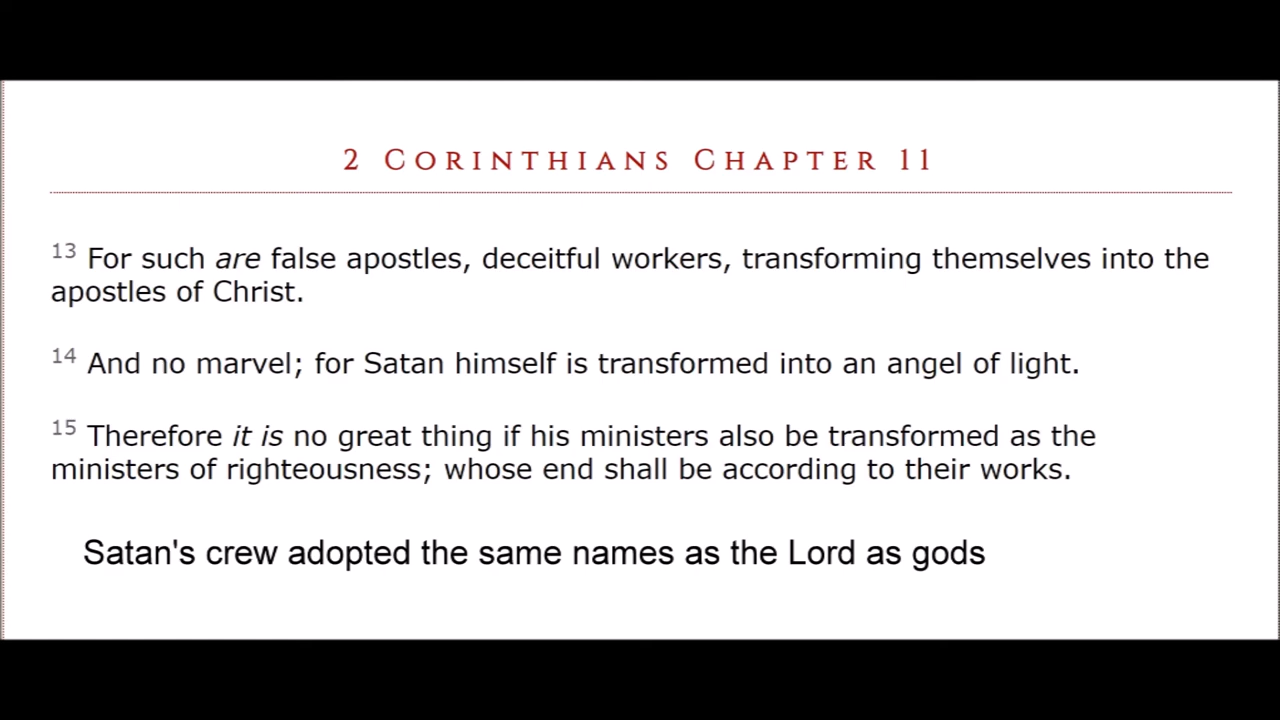 2 Corinthians Chapter 11
13 For such are false apostles, deceitful workers, transforming themselves into the
apostles of Christ.
14 And no marvel; for Satan himself is transformed into an angel of light.
15 Therefore it is no great thing if his ministers also be transformed as the
ministers of righteousness; whose end shall be according to their works.
Satan's crew adopted the same names as the Lord as gods